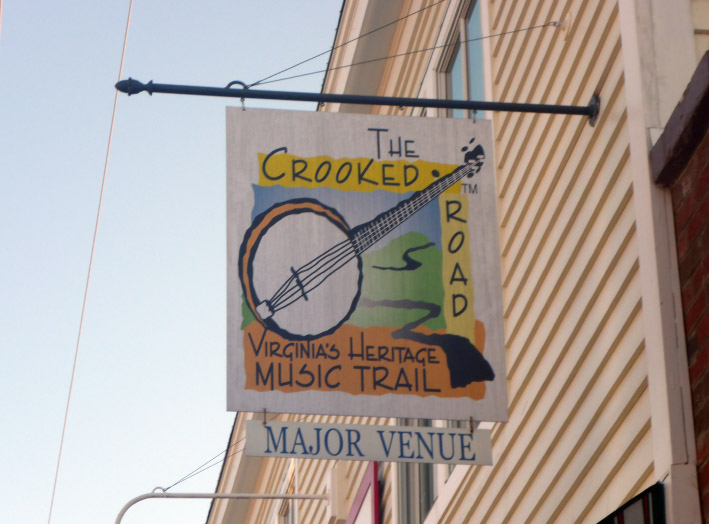 THE
CROOKED
ROAD
TM
VIRGINIA'S HERITAGE
MUSIC TRAIL
MAJOR VENUE